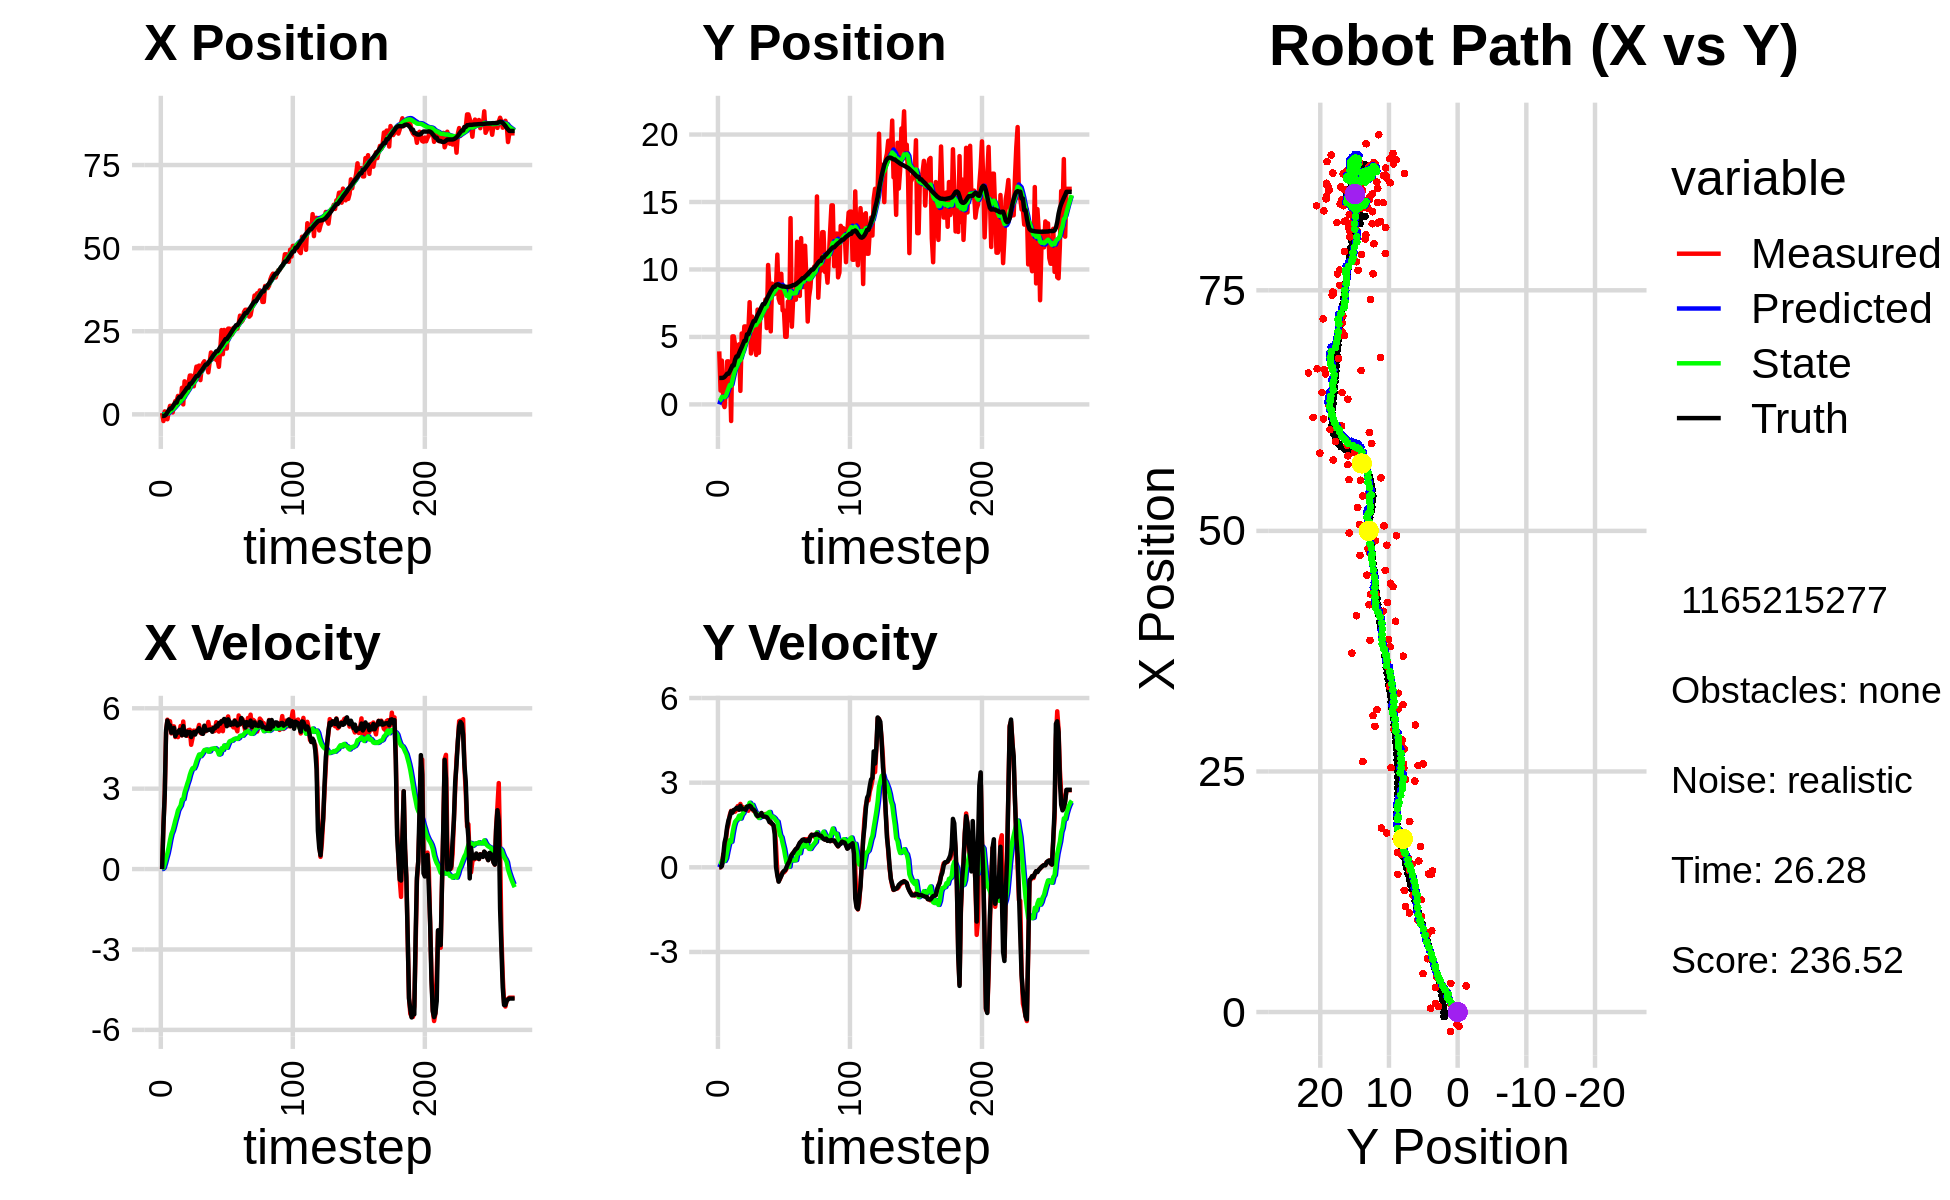 X Position
75
50
25
0
0
100
200
timestep
Y Position
20
15
10
5
0
0
100
200
timestep
X Velocity
6
3
0
-3
-6
0
100
200
timestep
Y Velocity
6
3
0
-3
0
100
200
timestep
Robot Path (X vs Y)
X Position
75
50
25
0
20 10 0 -10 -20
Y Position
variable
Measured
Predicted
State
Truth
1165215277
Obstacles: none
Noise: realistic
Time: 26.28
Score: 236.52